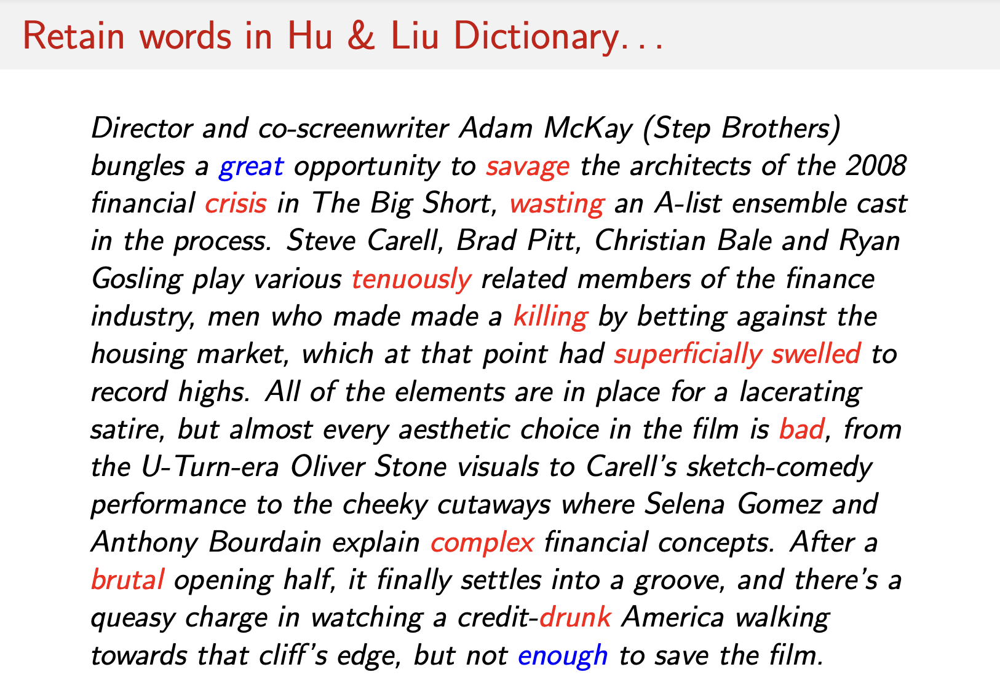 Retain words in Hu & Liu Dictionary...
Director and co-screenwriter Adam McKay (Step Brothers)
bungles a great opportunity to savage the architects of the 2008
financial crisis in The Big Short, wasting an A-list ensemble cast
in the process. Steve Carell, Brad Pitt, Christian Bale and Ryan
Gosling play various tenuously related members of the finance
industry, men who made made a killing by betting against the
housing market, which at that point had superficially swelled to
record highs. All of the elements are in place for a lacerating
satire, but almost every aesthetic choice in the film is bad, from
the U-Turn-era Oliver Stone visuals to Carell's sketch-comedy
performance to the cheeky cutaways where Selena Gomez and
Anthony Bourdain explain complex financial concepts. After a
brutal opening half, it finally settles into a groove, and there's a
queasy charge in watching a credit-drunk America walking
towards that cliff's edge, but not enough to save the film.